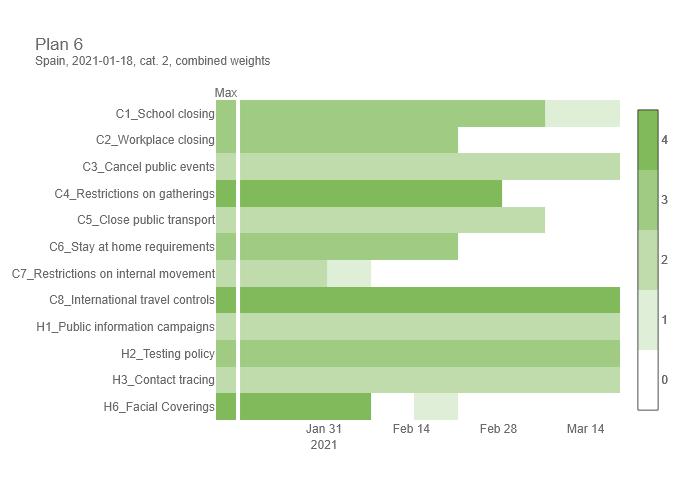 Plan 6
Spain, 2021-01-18, cat. 2, combined weights
Max
C1_School closing
C2_Workplace closing
C3_Cancel public events
C4_Restrictions on gatherings
C5_Close public transport
C6_Stay at home requirements
C7_Restrictions on internal movement
C8_International travel controls
H1_Public information campaigns
H2_Testing policy
H3_Contact tracing
H6_Facial Coverings
Jan 31 Feb 14 Feb 28 Mar 14
2021
4
3
2
1
0